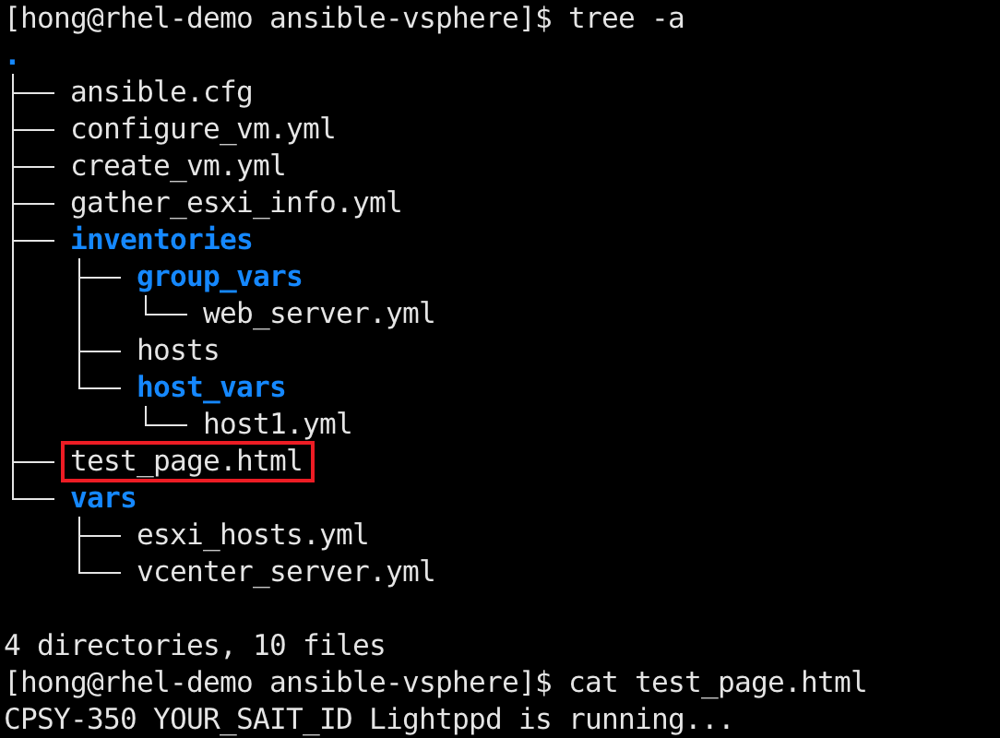 [hong@rhel-demo ansible-vsphere]$ tree -a
.
├── ansible.cfg
├── configure_vm.yml
├── create_vm.yml
├── gather_esxi_info.yml
├── inventories
│   ├── group_vars
│   │   └── web_server.yml
│   ├── hosts
│   └── host_vars
│       └── host1.yml
├── test_page.html
└── vars
    ├── esxi_hosts.yml
    └── vcenter_server.yml

4 directories, 10 files
[hong@rhel-demo ansible-vsphere]$ cat test_page.html
CPSY-350 YOUR_SAIT_ID Lightppd is running...